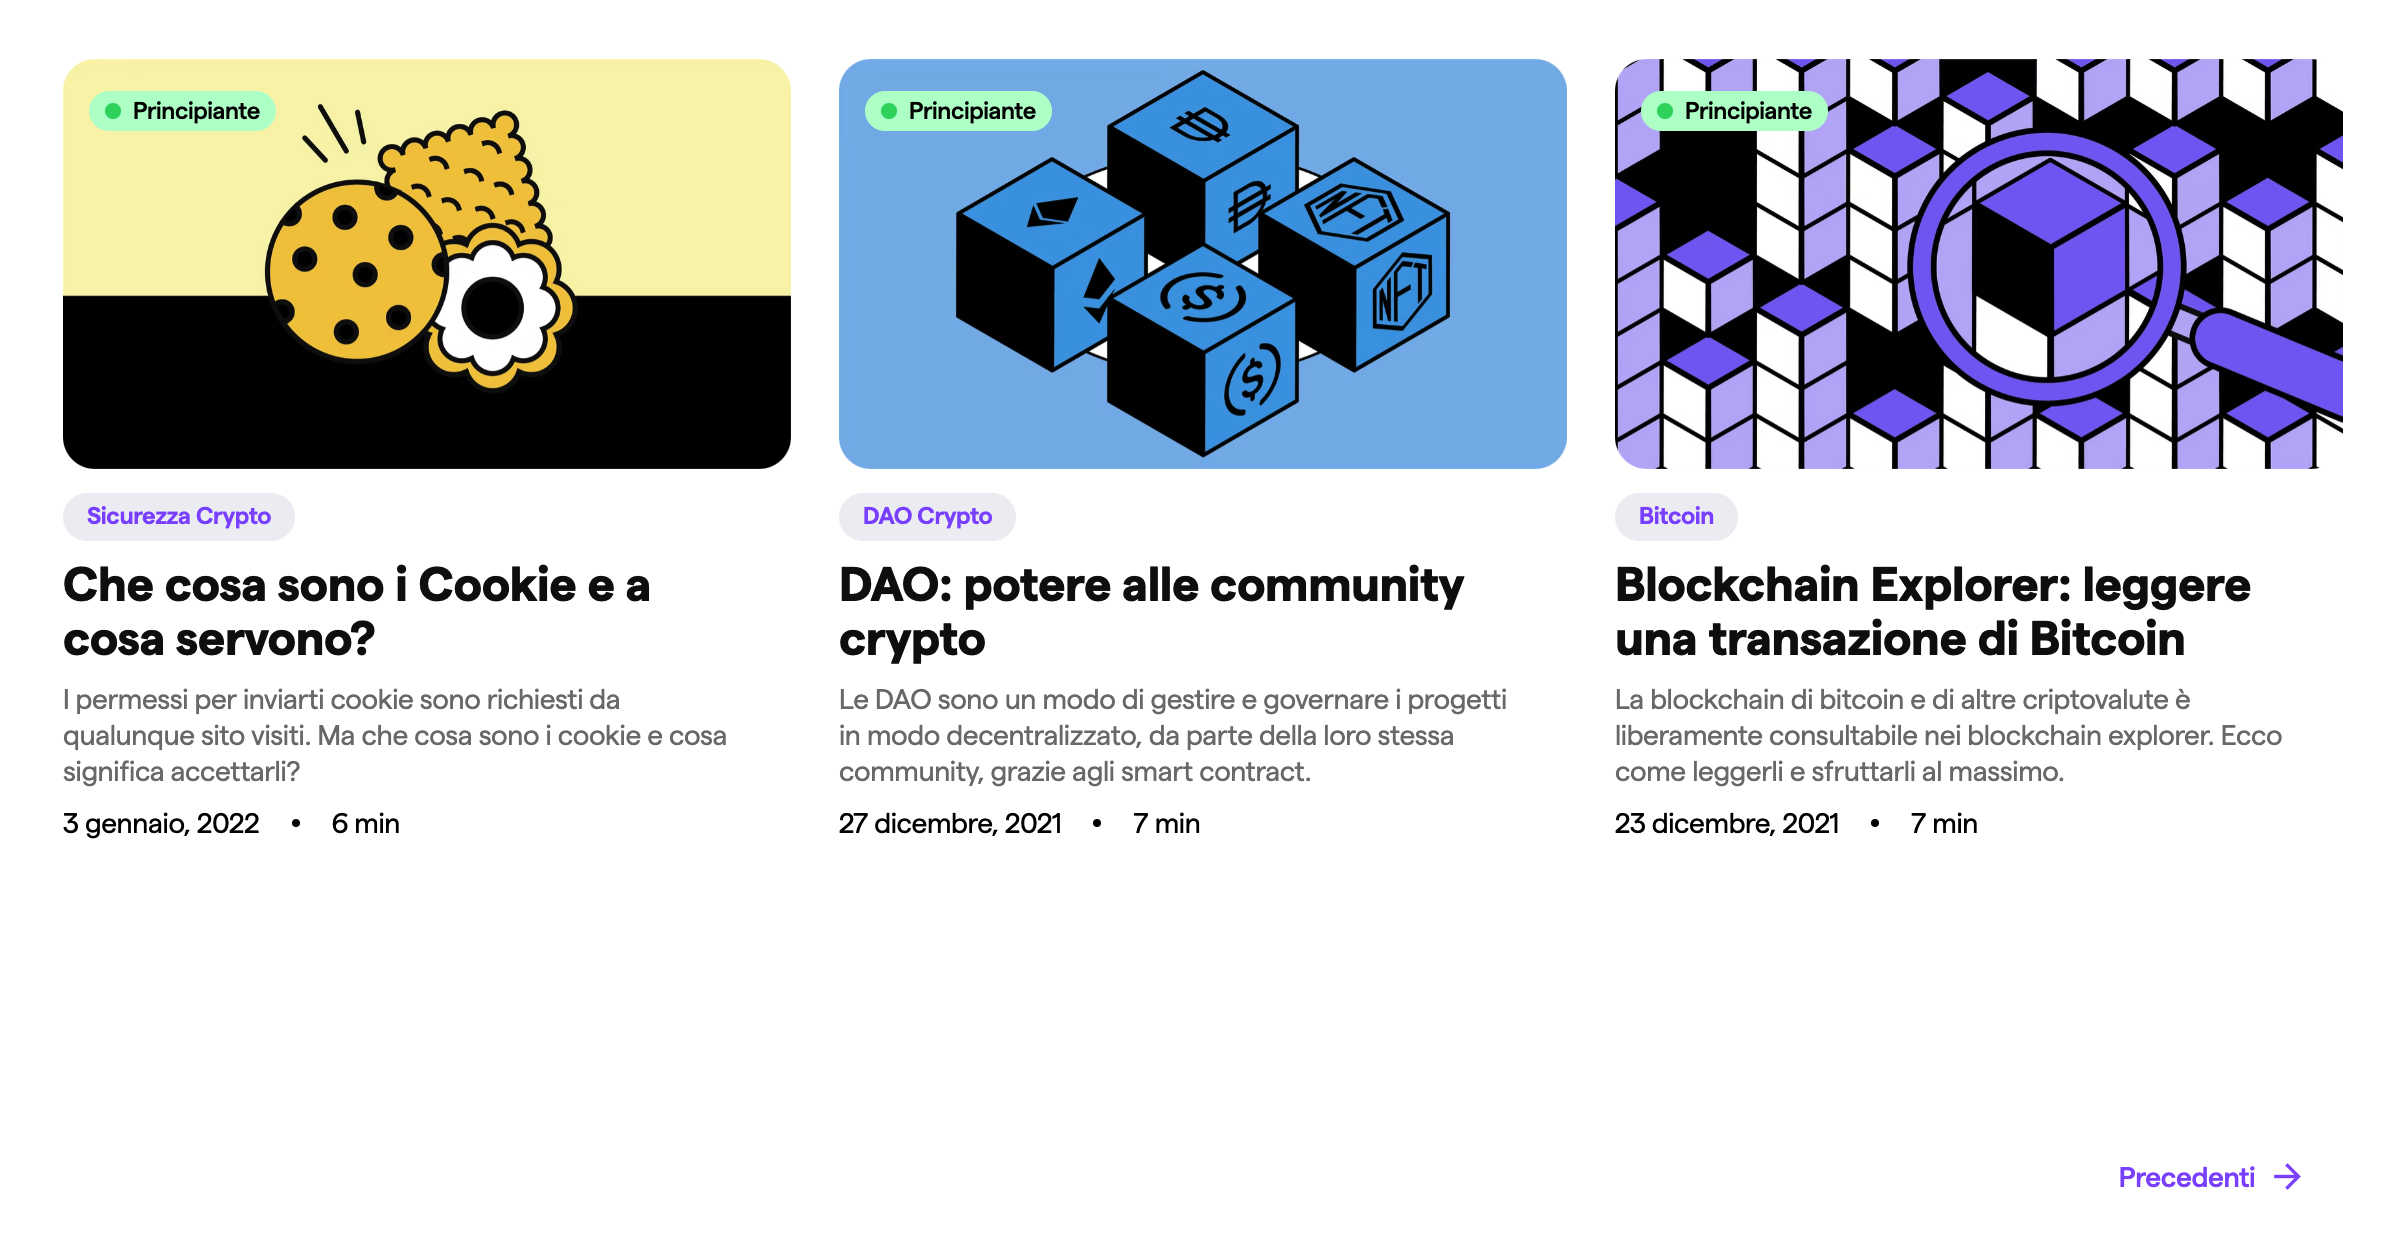 Principiante
Sicurezza Crypto
Che cosa sono i Cookie e a
cosa servono?
I permessi per inviarti cookie sono richiesti da
qualunque sito visiti. Ma che cosa sono i cookie e cosa
significa accettarli?
3 gennaio, 2022 • 6 min
Principiante
NFT
NFT
DAO Crypto
DAO: potere alle community
crypto
Le DAO sono un modo di gestire e governare i progetti
in modo decentralizzato, da parte della loro stessa
community, grazie agli smart contract.
27 dicembre, 2021 • 7 min
Principiante
Bitcoin
Blockchain Explorer: leggere
una transazione di Bitcoin
La blockchain di bitcoin e di altre criptovalute è
liberamente consultabile nei blockchain explorer. Ecco
come leggerli e sfruttarli al massimo.
23 dicembre, 2021 • 7 min
Precedenti →